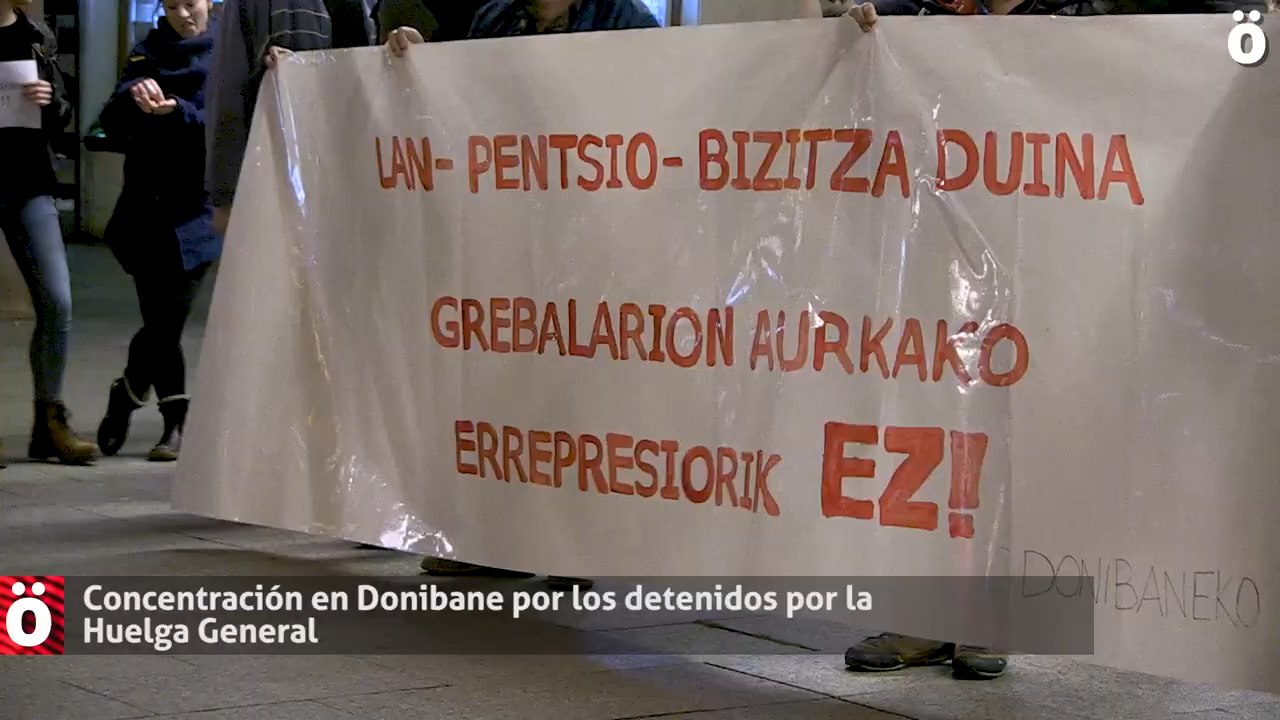 ö
LAN- PENTSIO- BIZITZA DUINA
GREBALARION AURKAKO
ERREPRESIORIK EZ!
DONIBANEKO
ö
Concentración en Donibane por los detenidos por la
Huelga General